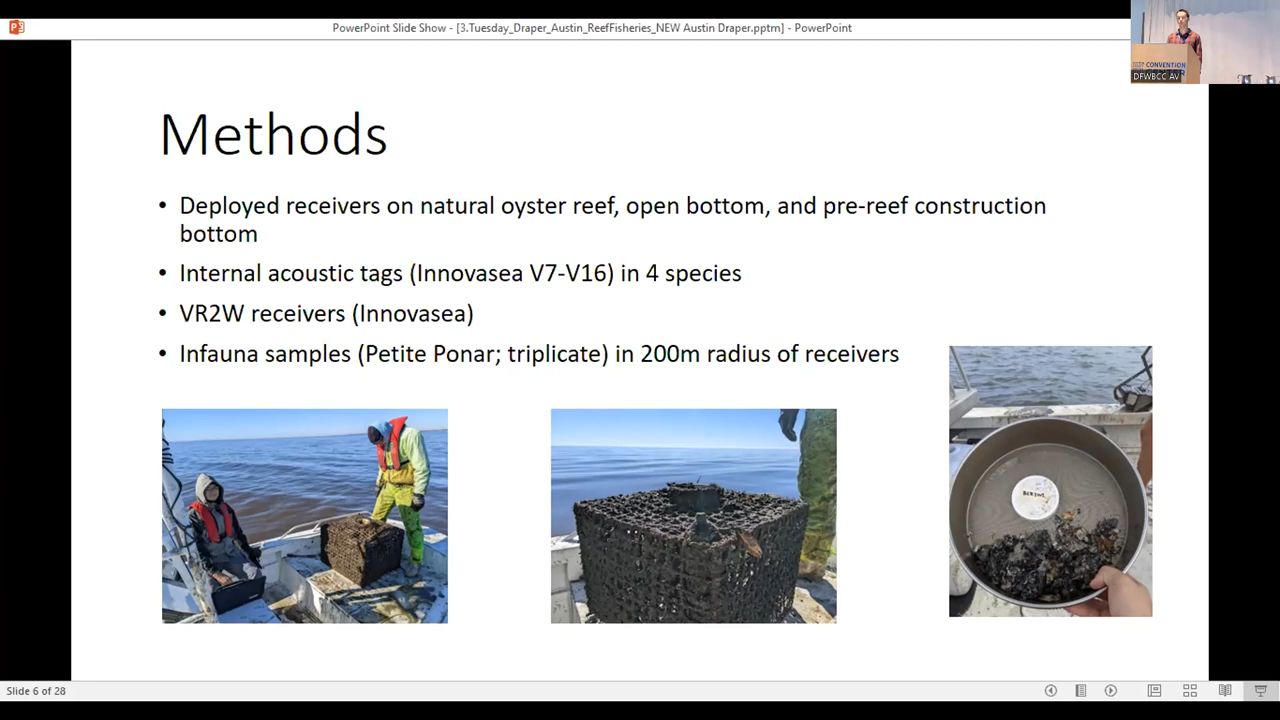 PowerPoint Slide Show - [3.Tuesday_Draper_Austin_ReefFisheries_NEW Austin Draper.pptm] - PowerPoint
CONVENTION
DFWBCC AV
Methods
• Deployed receivers on natural oyster reef, open bottom, and pre-reef construction
bottom
• Internal acoustic tags (Innovasea V7-V16) in 4 species
• VR2W receivers (Innovasea)
• Infauna samples (Petite Ponar; triplicate) in 200m radius of receivers
Slide 6 of 28